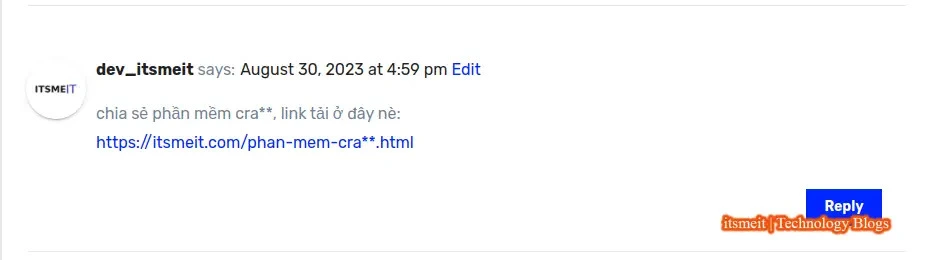 dev_itsmeit says: August 30, 2023 at 4:59 pm Edit
ITSMEIT
chia sẻ phần mềm cra**, link tải ở đây nè:
https://itsmeit.com/phan-mem-cra**.html
Reply
itsmeit | Technology Blogs